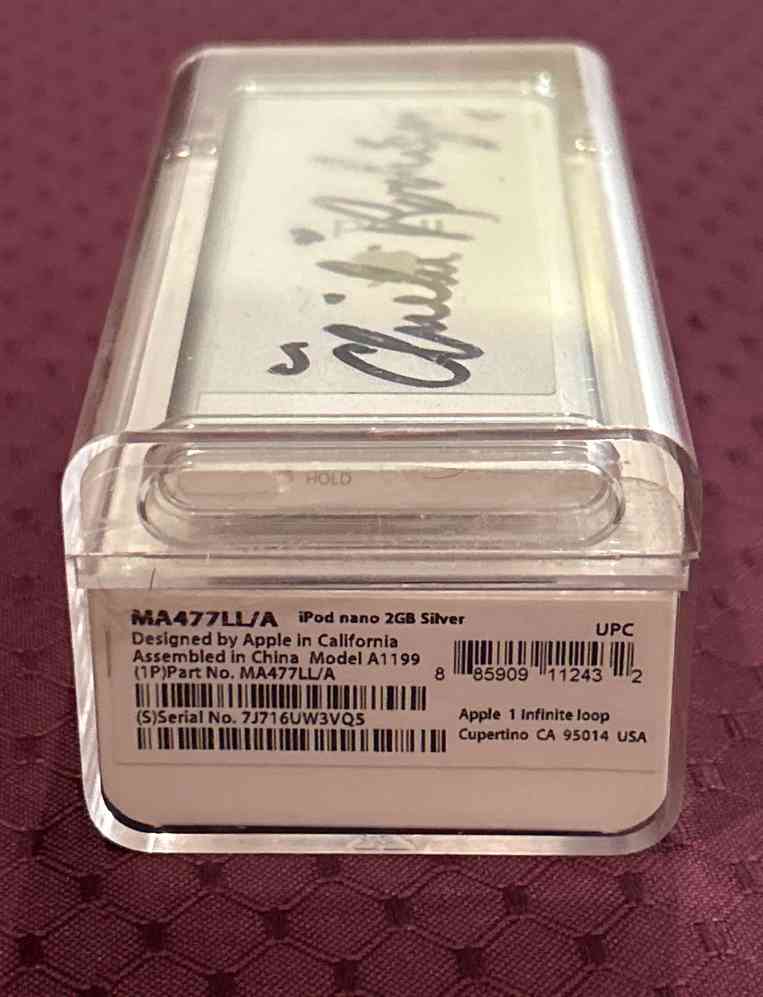 HOLD
MA477LL/A iPod nano 2GB Silver
Designed by Apple in California
Assembled in China Model A1199
(1P)Part No. MA477LL/A
(S)Serial No. 7J716UW3VQ5
UPC
8 85909 11243 2
Apple 1 Infinite loop
Cupertino CA 95014 USA